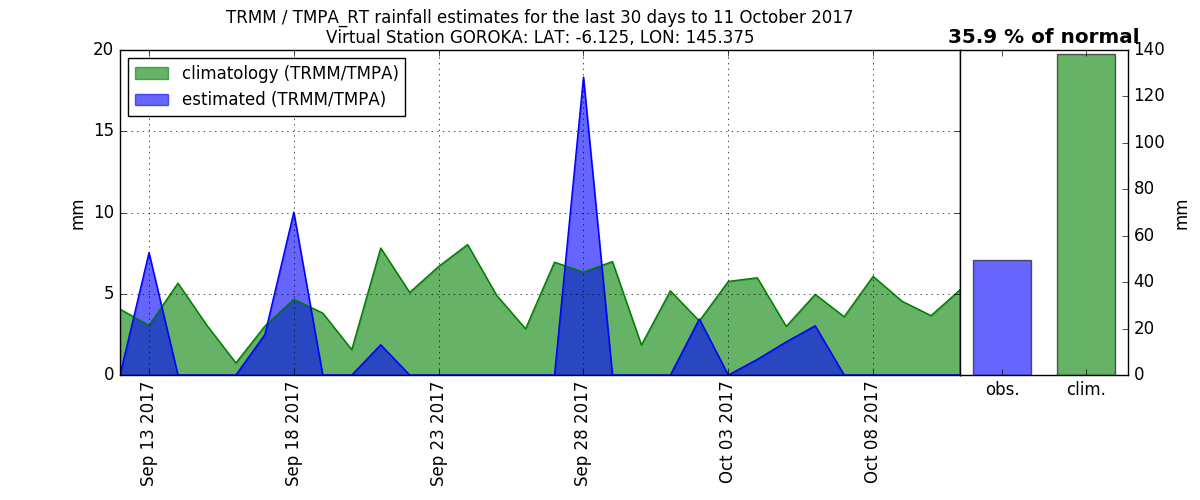 TRMM / TMPA_RT rainfall estimates for the last 30 days to 11 October 2017
Virtual Station GOROKA: LAT: -6.125, LON: 145.375
35.9 % of normal
climatology (TRMM/TMPA)
estimated (TRMM/TMPA)
20
15
10
5
0
mm
Sep 13 2017
Sep 18 2017
Sep 23 2017
Sep 28 2017
Oct 03 2017
Oct 08 2017
140
120
100
80
60
40
20
0
mm
obs.
clim.